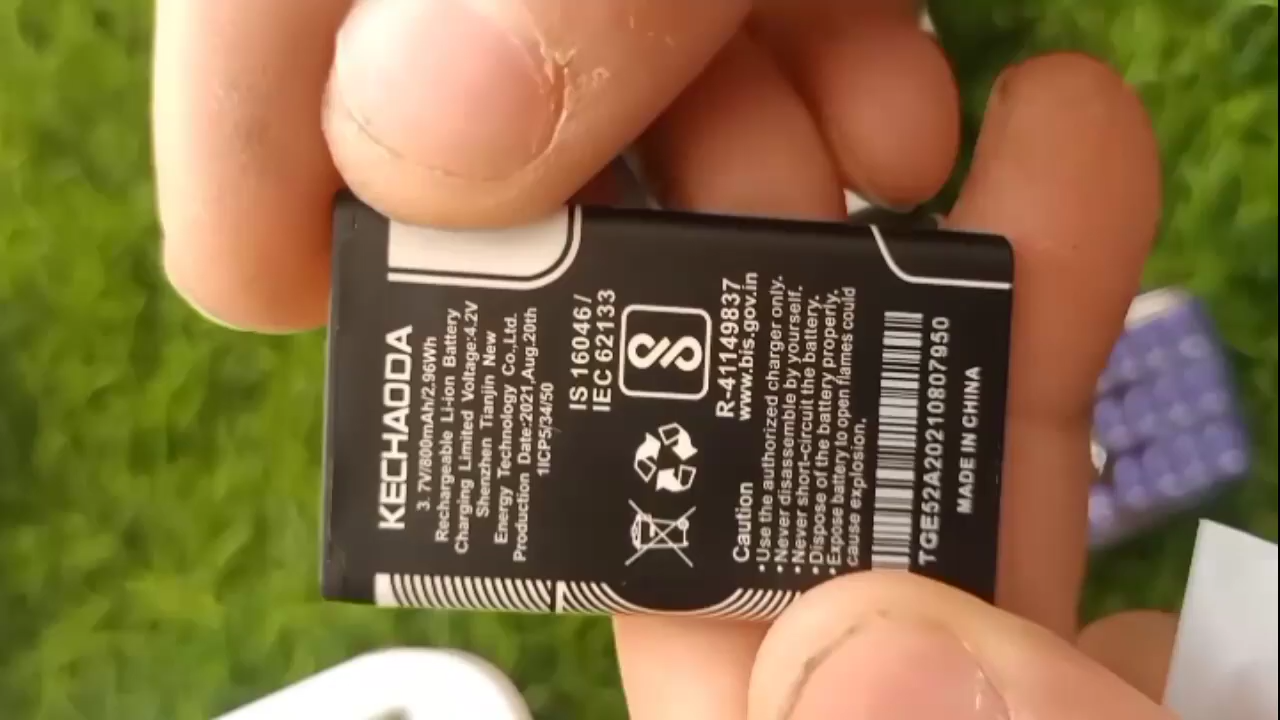 KECHAODA
3.7V/800mAh/2.96Wh
Rechargeable Li-ion Battery
Charging Limited Voltage:4.2V
Shenzhen Tianjin New
Energy Technology Co.,Ltd.
Production Date:2021,Aug.20th
1ICP5/34/50
IS 16046/
IEC 62133
R-41149837
www.bis.gov.in
Caution
•Use the authorized charger only.
•Never disassemble by yourself.
•Never short-circuit the battery.
•Dispose of the battery properly.
•Expose battery to open flames could
cause explosion.
TGE52A20210807950
MADE IN CHINA